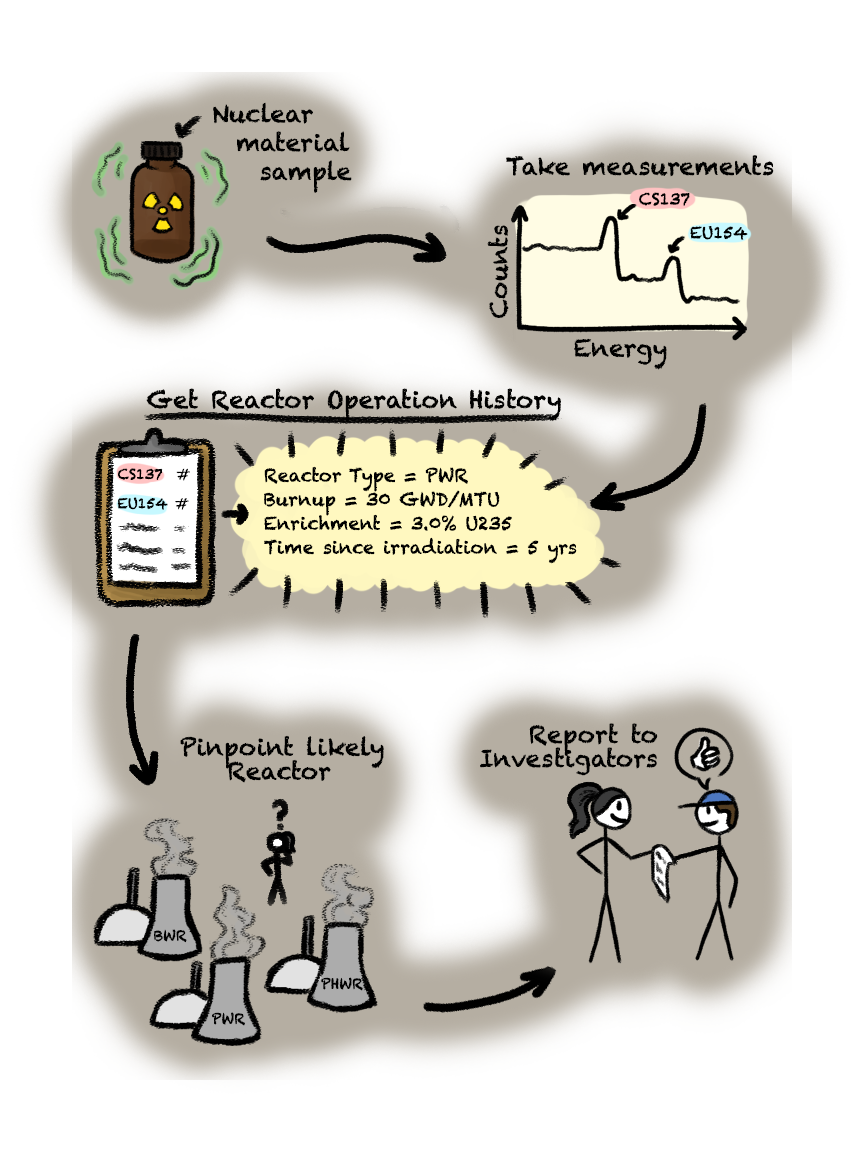 Nuclear
material
sample
Take measurements
CS137
EU154
Counts
Energy
Get Reactor Operation History
CS137 #
EU154 #
Reactor Type = PWR
Burnup = 30 GWD/MTU
Enrichment = 3.0% U235
Time since irradiation = 5 yrs
Pinpoint likely
Reactor
?
BWR
PWR
PHWR
Report to
Investigators